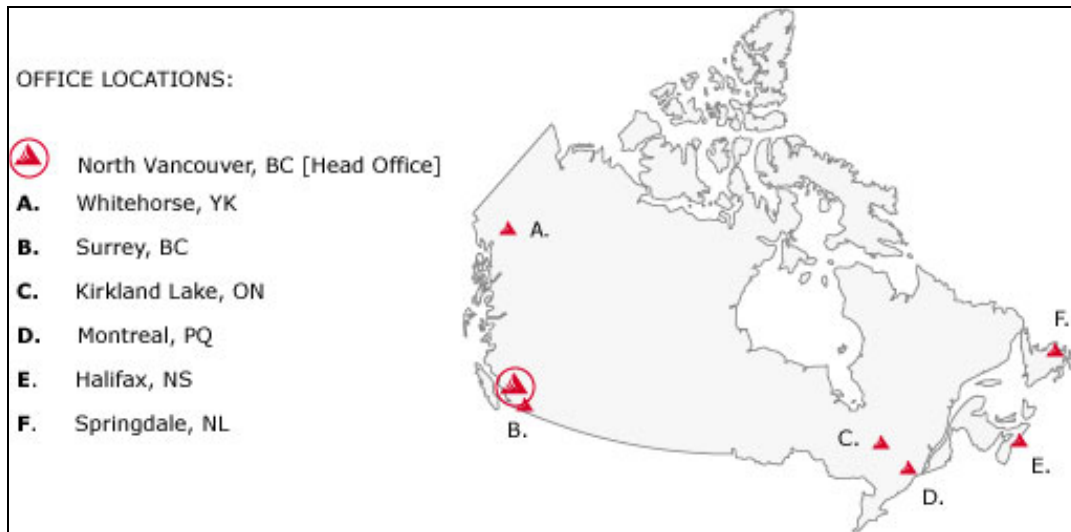 OFFICE LOCATIONS:
North Vancouver, BC [Head Office]
A. Whitehorse, YK
B. Surrey, BC
C. Kirkland Lake, ON
D. Montreal, PQ
E. Halifax, NS
F. Springdale, NL
A.
F.
B.
C.
E.
D.